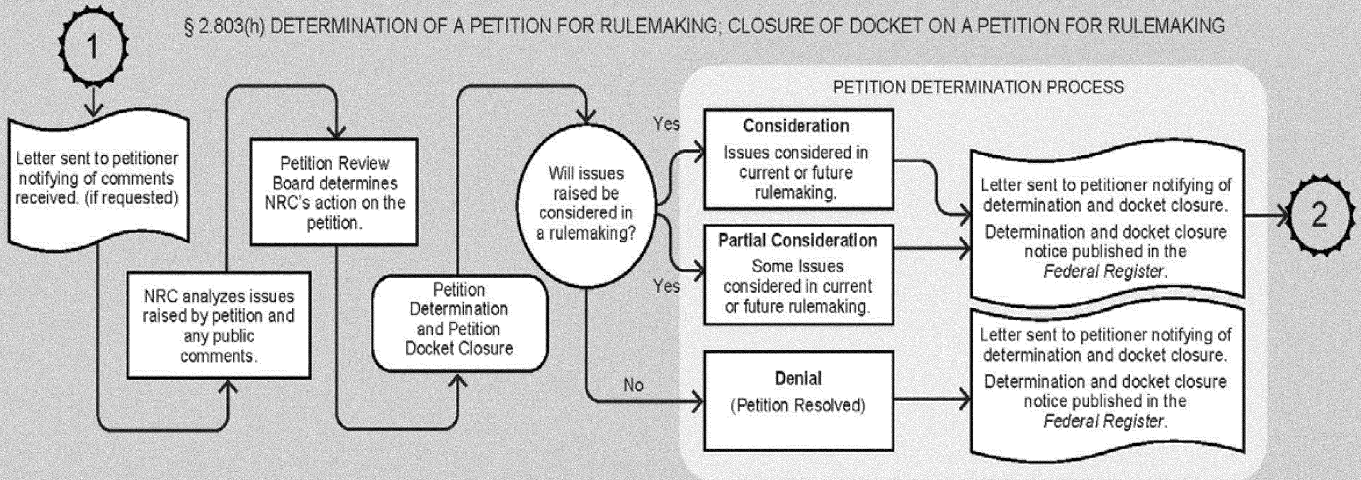 § 2.803(h) DETERMINATION OF A PETITION FOR RULEMAKING; CLOSURE OF DOCKET ON A PETITION FOR RULEMAKING
1
Letter sent to petitioner
notifying of comments
received. (if requested)
NRC analyzes issues
raised by petition and
any public
comments.
Petition Review
Board determines
NRC's action on the
petition.
Petition
Determination
and Petition
Docket Closure
Will issues
raised be
considered in
a rulemaking?
Yes
Yes
No
PETITION DETERMINATION PROCESS
Consideration
Issues considered in
current or future
rulemaking.
Partial Consideration
Some Issues
considered in current
or future rulemaking.
Denial
(Petition Resolved)
Letter sent to petitioner notifying of
determination and docket closure.
Determination and docket closure
notice published in the
Federal Register.
Letter sent to petitioner notifying of
determination and docket closure.
Determination and docket closure
notice published in the
Federal Register.
2